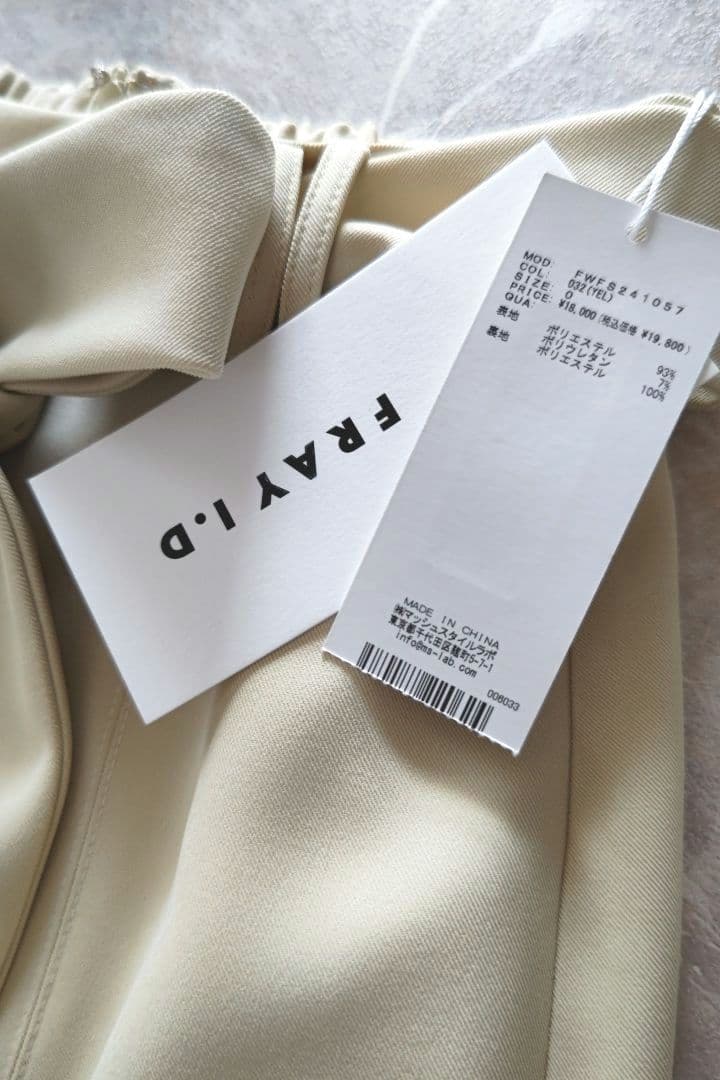 FRAY I.D
MOD: FWFS241057
COL: 032(YEL)
SIZE: 0
PRICE: ¥18,000(税込価格 ¥19,800)
QUA:
表地 ポリエステル 93%
ポリウレタン 7%
裏地 ポリエステル 100%
MADE IN CHINA
㈱マッシュスタイルラボ
東京都千代田区麹町5-7-1
info@ms-lab.com
006033